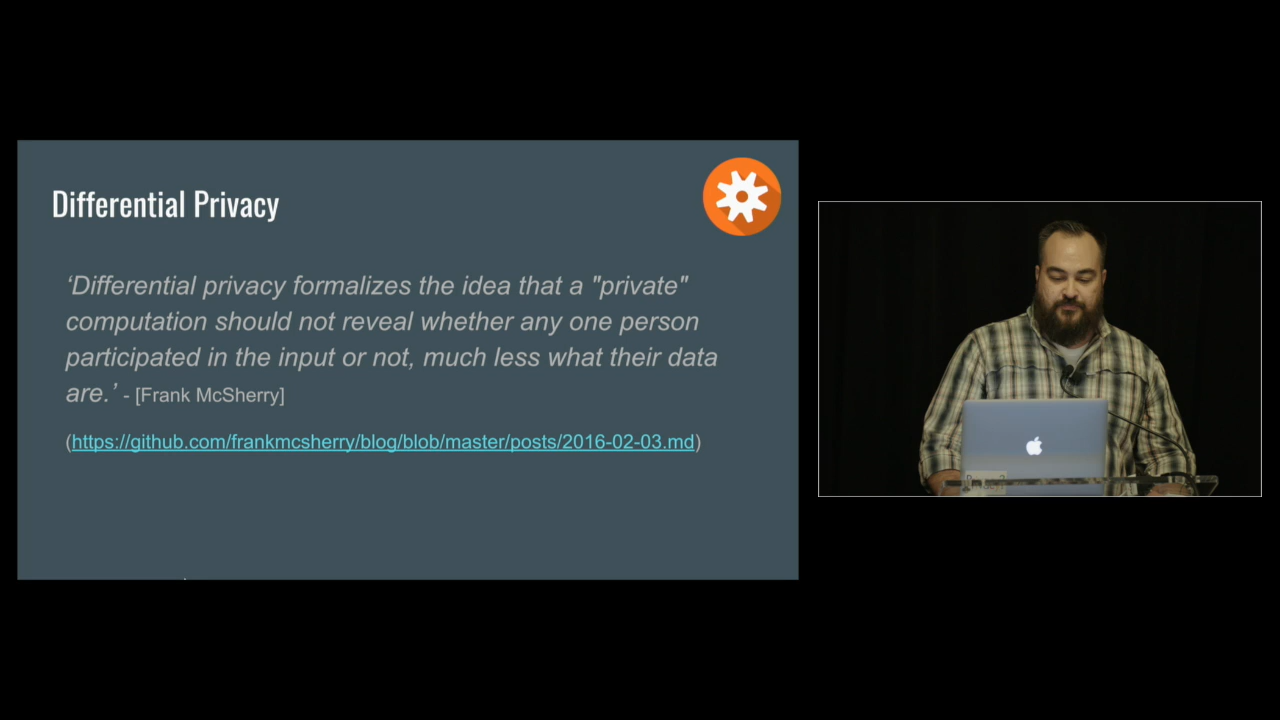 Differential Privacy
‘Differential privacy formalizes the idea that a "private"
computation should not reveal whether any one person
participated in the input or not, much less what their data
are.’ - [Frank McSherry]
(https://github.com/frankmcsherry/blog/blob/master/posts/2016-02-03.md)